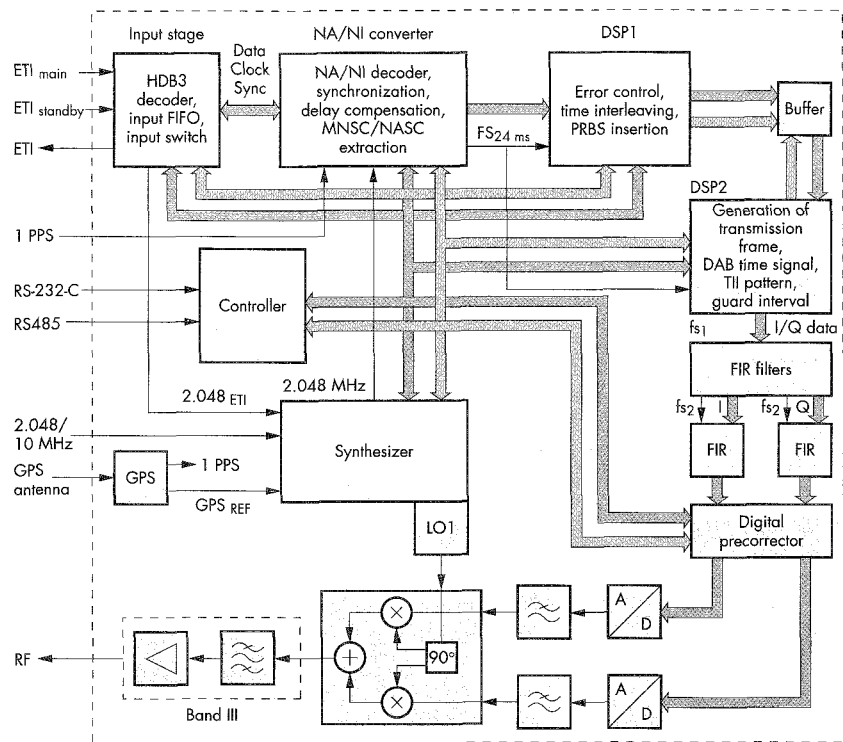 Input stage
NA/NI converter
DSP1
Data
Clock
Sync
ETI main
ETI standby
ETI
HDB3
decoder,
input FIFO,
input switch
NA/NI decoder,
synchronization,
delay compensation,
MNSC/NASC
extraction
FS24 ms
Error control,
time interleaving,
PRBS insertion
Buffer
DSP2
Generation of
transmission
frame,
DAB time signal,
TII pattern,
guard interval
1 PPS
RS-232-C
RS485
Controller
fs1
I/Q data
FIR filters
2.048 MHz
2.048 ETI
fs2
I
fs2
Q
2.048/
10 MHz
Synthesizer
FIR
FIR
GPS
antenna
GPS
1 PPS
GPS REF
LO1
Digital
precorrector
A
D
90°
RF
Band III
A
D